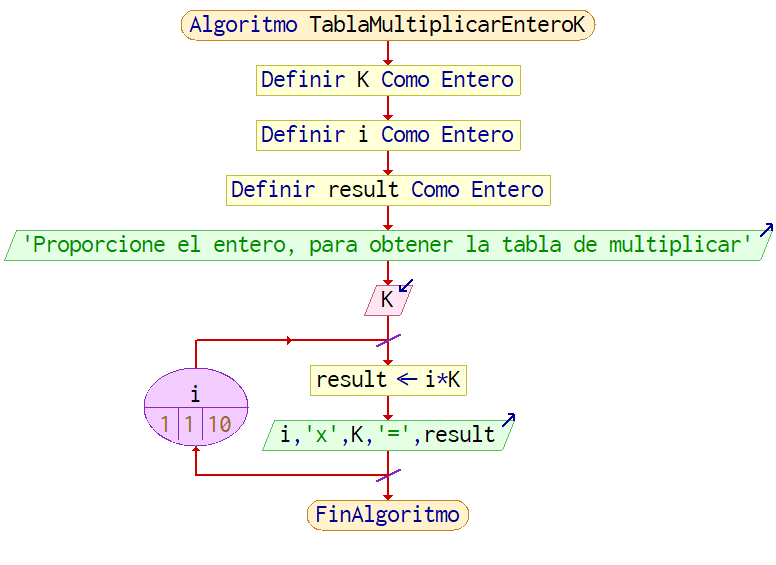 Algoritmo TablaMultiplicarEnteroK
Definir K Como Entero
Definir i Como Entero
Definir result Como Entero
'Proporcione el entero, para obtener la tabla de multiplicar'
K
result ← i*K
i
1 1 10
i,'x',K,'=',result
FinAlgoritmo